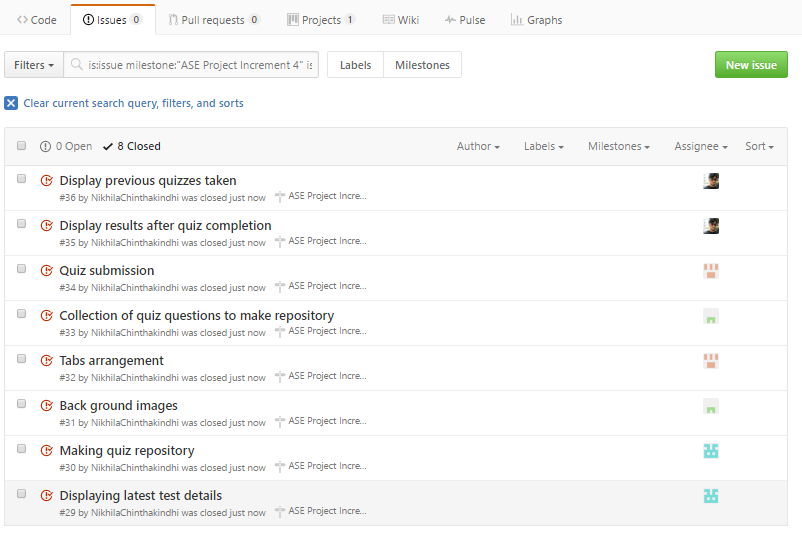 Code Issues 0 Pull requests 0 Projects 1 Wiki Pulse Graphs
Filters is:issue milestone:"ASE Project Increment 4" is Labels Milestones New issue
Clear current search query, filters, and sorts
0 Open 8 Closed Author Labels Milestones Assignee Sort
Display previous quizzes taken
#36 by NikhilaChinthakindhi was closed just now ASE Project Incre...
Display results after quiz completion
#35 by NikhilaChinthakindhi was closed just now ASE Project Incre...
Quiz submission
#34 by NikhilaChinthakindhi was closed just now ASE Project Incre...
Collection of quiz questions to make repository
#33 by NikhilaChinthakindhi was closed just now ASE Project Incre...
Tabs arrangement
#32 by NikhilaChinthakindhi was closed just now ASE Project Incre...
Back ground images
#31 by NikhilaChinthakindhi was closed just now ASE Project Incre...
Making quiz repository
#30 by NikhilaChinthakindhi was closed just now ASE Project Incre...
Displaying latest test details
#29 by NikhilaChinthakindhi was closed just now ASE Project Incre...